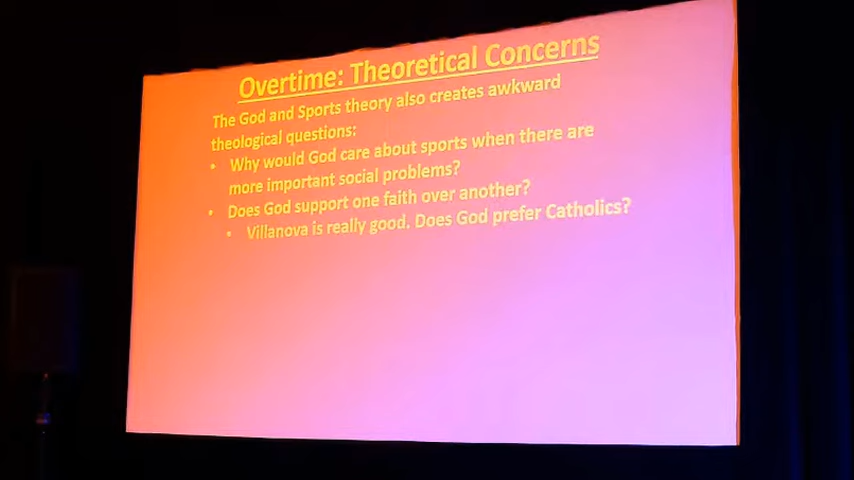 Overtime: Theoretical Concerns
The God and Sports theory also creates awkward
theological questions:
• Why would God care about sports when there are
more important social problems?
• Does God support one faith over another?
• Villanova is really good. Does God prefer Catholics?